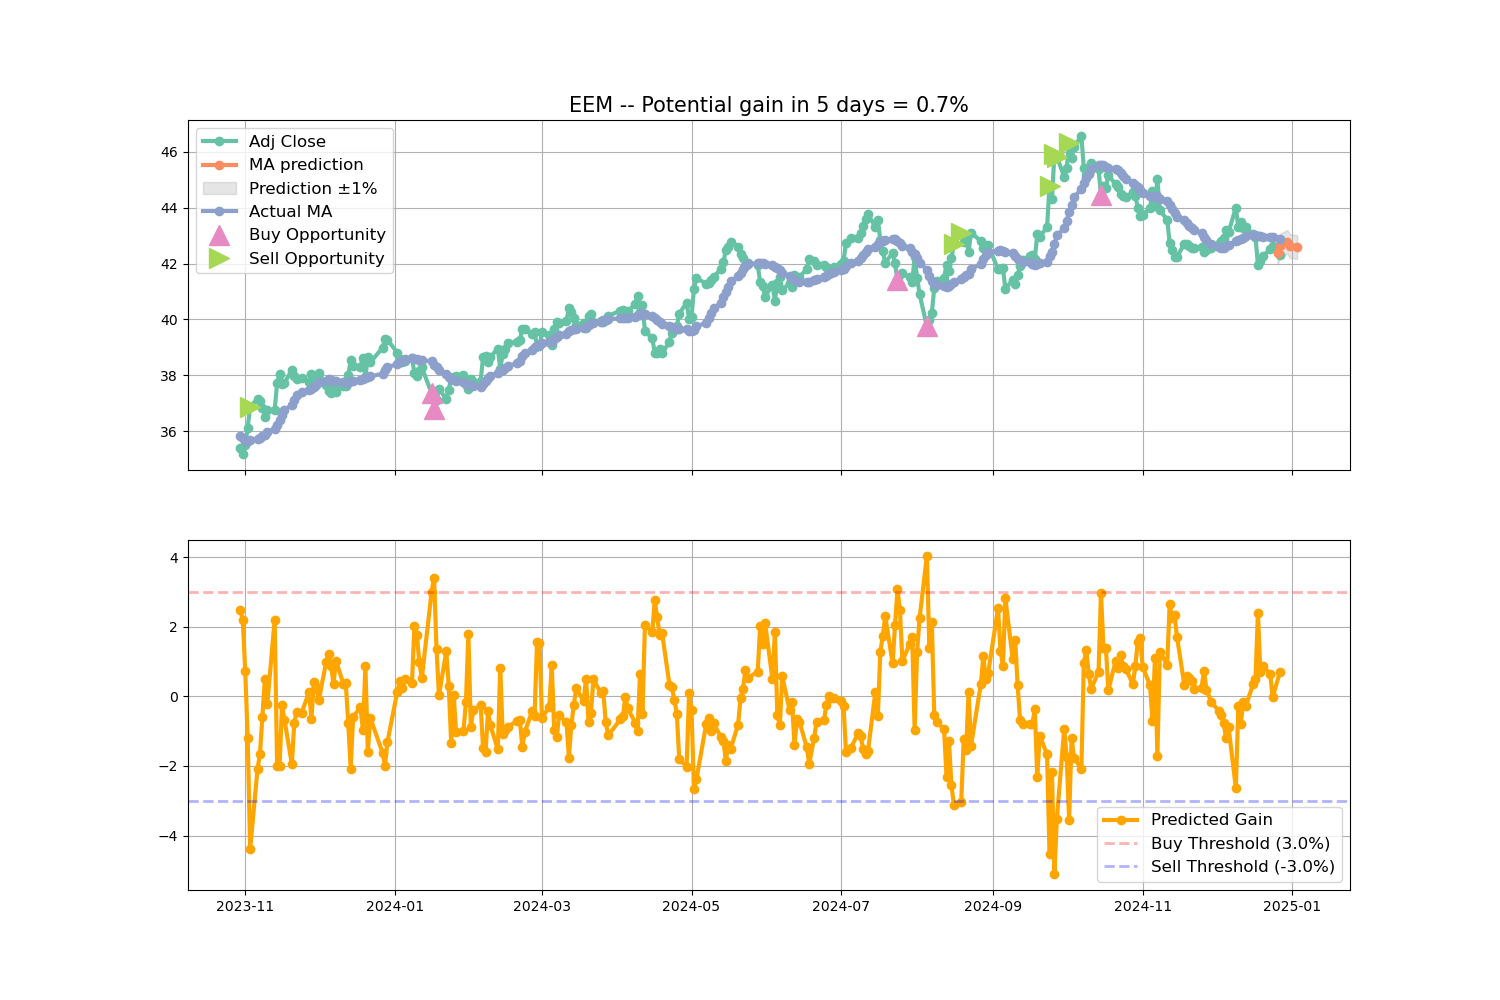 EEM -- Potential gain in 5 days = 0.7%
Adj Close
MA prediction
Prediction ±1%
Actual MA
Buy Opportunity
Sell Opportunity
46
44
42
40
38
36
4
2
0
−2
−4
Predicted Gain
Buy Threshold (3.0%)
Sell Threshold (-3.0%)
2023-11
2024-01
2024-03
2024-05
2024-07
2024-09
2024-11
2025-01